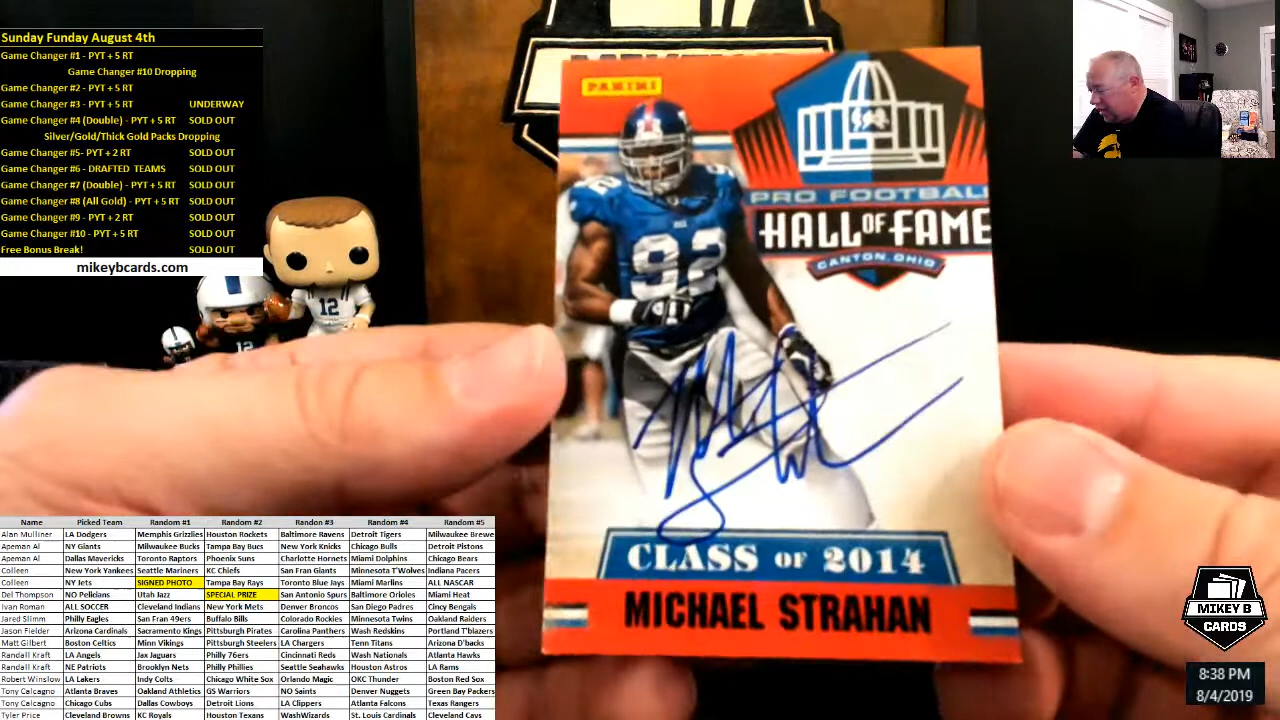 Sunday Funday August 4th
Game Changer #1 - PYT + 5 RT
Game Changer #10 Dropping
Game Changer #2 - PYT + 5 RT
Game Changer #3 - PYT + 5 RT UNDERWAY
Game Changer #4 (Double) - PYT + 5 RT SOLD OUT
Silver/Gold/Thick Gold Packs Dropping
Game Changer #5- PYT + 2 RT SOLD OUT
Game Changer #6 - DRAFTED TEAMS SOLD OUT
Game Changer #7 (Double) - PYT + 5 RT SOLD OUT
Game Changer #8 (All Gold) - PYT + 5 RT SOLD OUT
Game Changer #9 - PYT + 2 RT SOLD OUT
Game Changer #10 - PYT + 5 RT SOLD OUT
Free Bonus Break! SOLD OUT
mikeybcards.com
12
12
PANINI
92
92
PRO FOOTBALL
HALL OF FAME
CANTON, OHIO
CLASS OF 2014
MICHAEL STRAHAN
Name Picked Team Random #1 Random #2 Randon #3 Random #4 Random #5
Alan Mulliner LA Dodgers Memphis Grizzlies Houston Rockets Baltimore Ravens Detroit Tigers Milwaukee Brewe
Apeman Al NY Giants Milwaukee Bucks Tampa Bay Bucs New York Knicks Chicago Bulls Detroit Pistons
Apeman Al Dallas Mavericks Toronto Raptors Phoenix Suns Charlotte Hornets Miami Dolphins Chicago Bears
Colleen New York Yankees Seattle Mariners KC Chiefs San Fran Giants Minnesota T'Wolves Indiana Pacers
Colleen NY Jets SIGNED PHOTO Tampa Bay Rays Toronto Blue Jays Miami Marlins ALL NASCAR
Del Thompson NO Pelicians Utah Jazz SPECIAL PRIZE San Antonio Spurs Baltimore Orioles Miami Heat
Ivan Roman ALL SOCCER Cleveland Indians New York Mets Denver Broncos San Diego Padres Cincy Bengals
Jared Slimm Philly Eagles San Fran 49ers Buffalo Bills Colorado Rockies Minnesota Twins Oakland Raiders
Jason Fielder Arizona Cardinals Sacramento Kings Pittsburgh Pirates Carolina Panthers Wash Redskins Portland T'blazers
Matt Gilbert Boston Celtics Minn Vikings Pittsburgh Steelers LA Chargers Tenn Titans Arizona D'backs
Randall Kraft LA Angels Jax Jaguars Philly 76ers Cincinnati Reds Wash Nationals Atlanta Hawks
Randall Kraft NE Patriots Brooklyn Nets Philly Phillies Seattle Seahawks Houston Astros LA Rams
Robert Winslow LA Lakers Indy Colts Chicago White Sox Orlando Magic OKC Thunder Boston Red Sox
Tony Calcagno Atlanta Braves Oakland Athletics GS Warriors NO Saints Denver Nuggets Green Bay Packers
Tony Calcagno Chicago Cubs Dallas Cowboys Detroit Lions LA Clippers Atlanta Falcons Texas Rangers
Tyler Price Cleveland Browns KC Royals Houston Texans WashWizards St. Louis Cardinals Cleveland Cavs
MIKEY B
CARDS
8:38 PM
8/4/2019